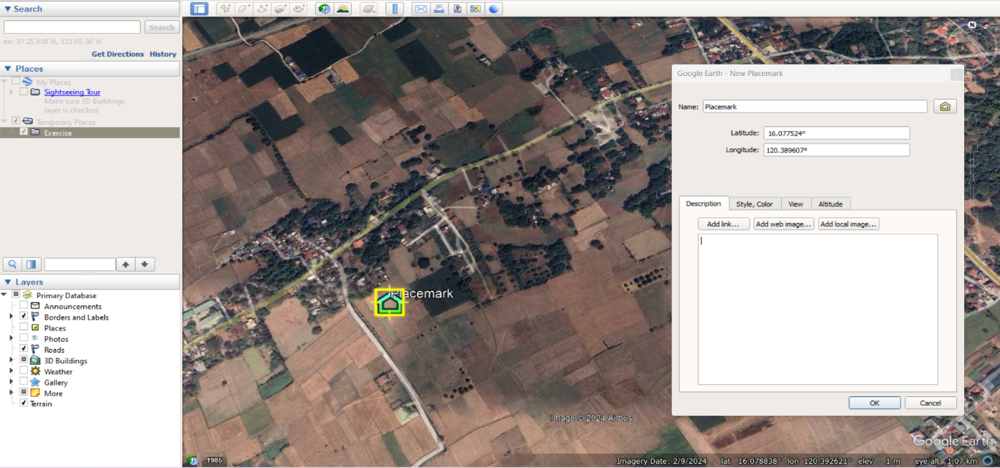 Search
Search
ex: 37 25.818' N, 122 05.36' W
Get Directions History
Places
My Places
Sightseeing Tour
Make sure 3D Buildings
layer is checked
Temporary Places
Exercise
Layers
Primary Database
Announcements
Borders and Labels
Places
Photos
Roads
3D Buildings
Weather
Gallery
More
Terrain
N
Placemark
Image © 2024 Airbus
Google Earth
1985
Imagery Date: 2/9/2024 lat 16.078838° lon 120.392621° elev 1 m eye alt 1.07 km
Google Earth - New Placemark
Name: Placemark
Latitude: 16.077524°
Longitude: 120.389607°
Description Style, Color View Altitude
Add link... Add web image... Add local image...
OK Cancel